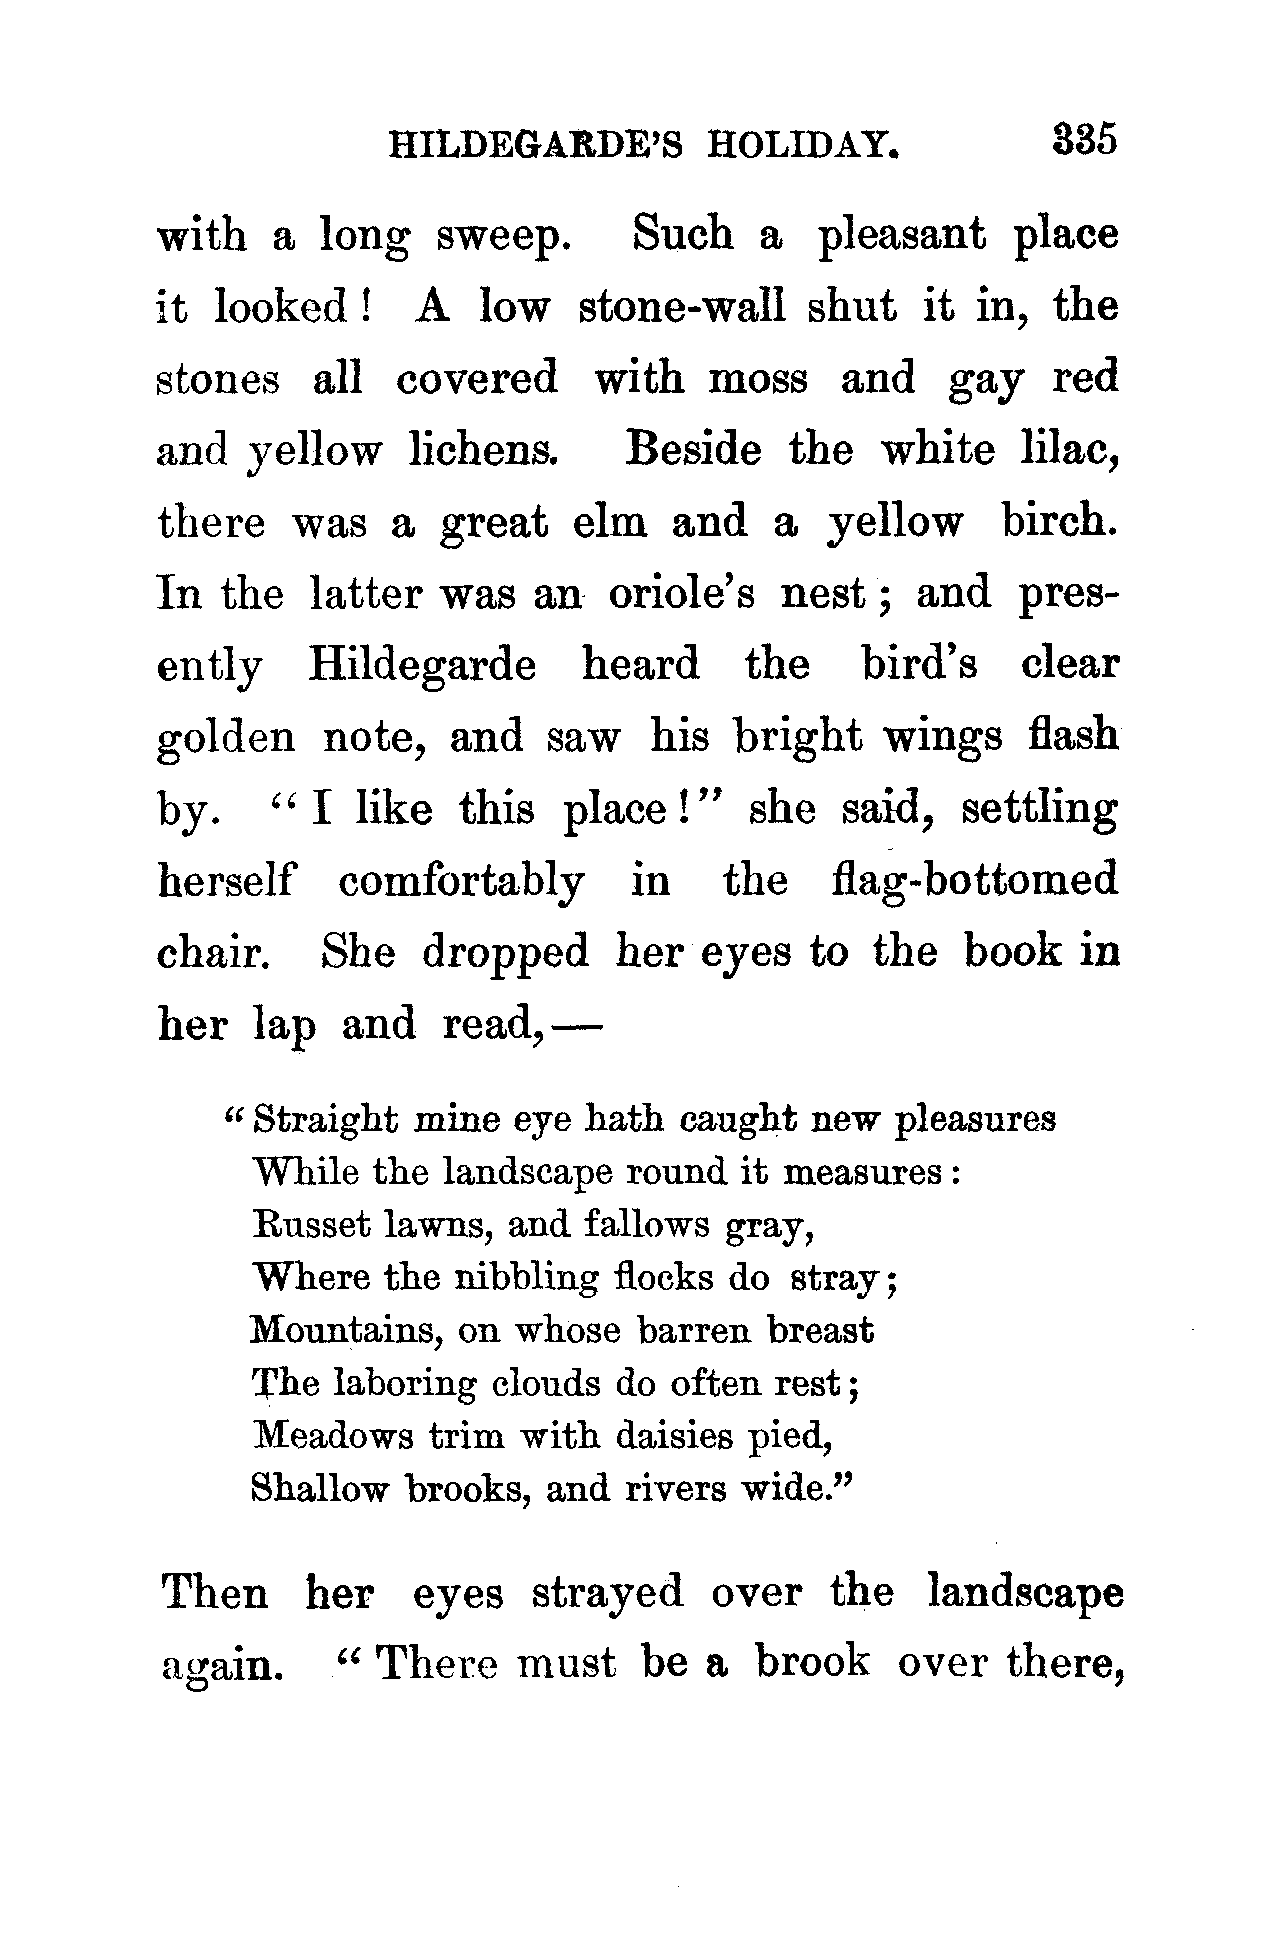 HILDEGARDE'S HOLIDAY. 335
with a long sweep. Such a pleasant place
it looked! A low stone-wall shut it in, the
stones all covered with moss and gay red
and yellow lichens. Beside the white lilac,
there was a great elm and a yellow birch.
In the latter was an oriole's nest; and pres-
ently Hildegarde heard the bird's clear
golden note, and saw his bright wings flash
by. "I like this place!" she said, settling
herself comfortably in the flag-bottomed
chair. She dropped her eyes to the book in
her lap and read,—
"Straight mine eye hath caught new pleasures
While the landscape round it measures:
Russet lawns, and fallows gray,
Where the nibbling flocks do stray;
Mountains, on whose barren breast
The laboring clouds do often rest;
Meadows trim with daisies pied,
Shallow brooks, and rivers wide."
Then her eyes strayed over the landscape
again. "There must be a brook over there,